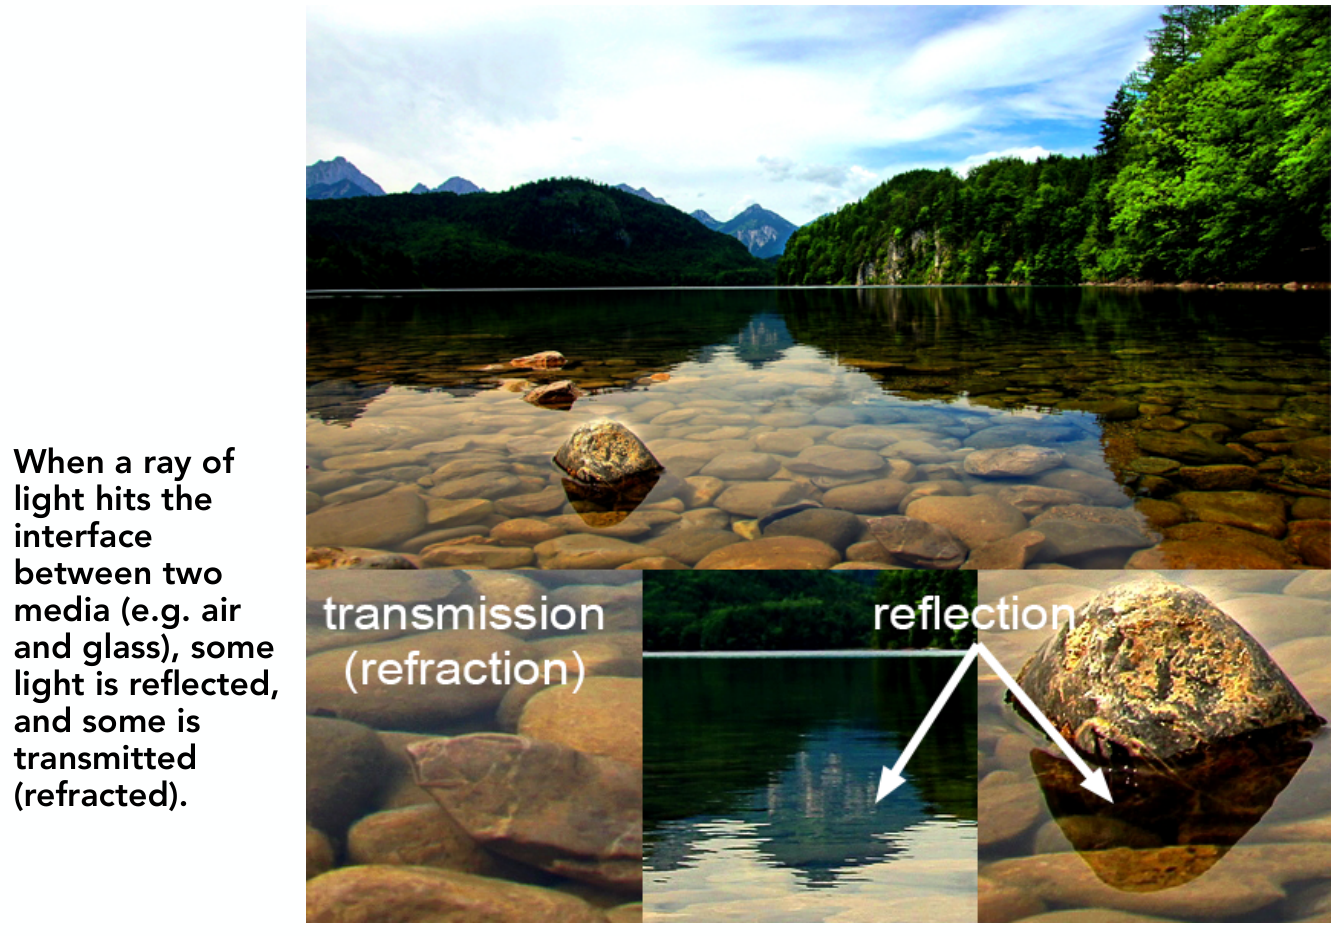 When a ray of
light hits the
interface
between two
media (e.g. air
and glass), some
light is reflected,
and some is
transmitted
(refracted).
transmission
(refraction)
reflection